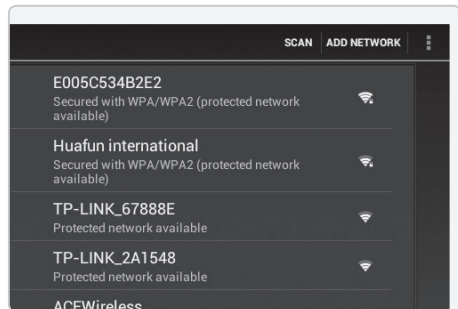 SCAN ADD NETWORK
E005C534B2E2
Secured with WPA/WPA2 (protected network
available)
Huafun international
Secured with WPA/WPA2 (protected network
available)
TP-LINK_67888E
Protected network available
TP-LINK_2A1548
Protected network available
ACEWireless